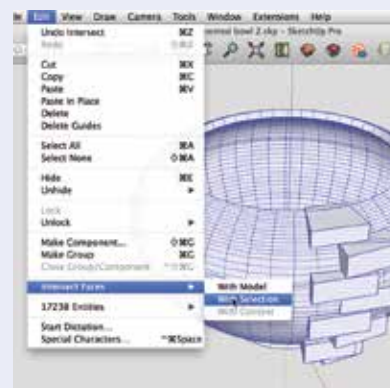 Edit View Draw Camera Tools Window Extensions Help
bowl 2.skp - SketchUp Pro
Undo Intersect ⌘Z
Cut ⌘X
Copy ⌘C
Paste ⌘V
Paste in Place
Delete
Delete Guides
Select All ⌘A
Select None ⇧⌘A
Hide ⌘E
Unhide
Lock
Unlock
Make Component... ⇧⌘G
Make Group ⌘G
Close Group/Component
Intersect Faces
With Model
With Selection
With Context
17238 Entities
Start Dictation...
Special Characters... ⌃⌘Space